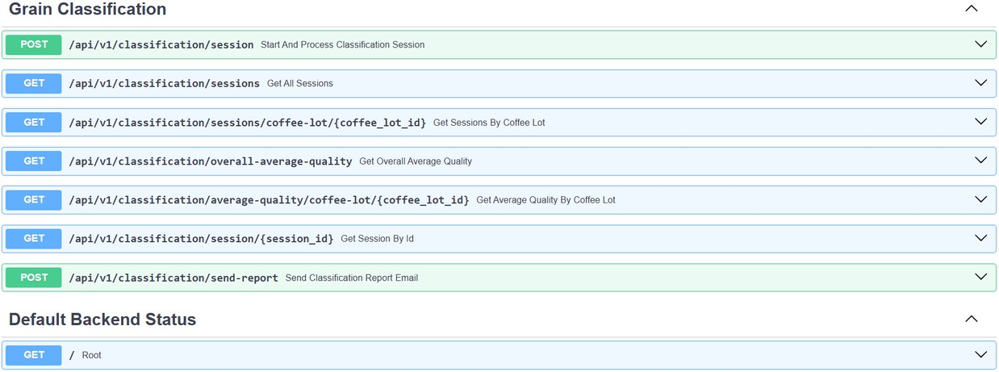 Grain Classification
POST /api/v1/classification/session Start And Process Classification Session
GET /api/v1/classification/sessions Get All Sessions
GET /api/v1/classification/sessions/coffee-lot/{coffee_lot_id} Get Sessions By Coffee Lot
GET /api/v1/classification/overall-average-quality Get Overall Average Quality
GET /api/v1/classification/average-quality/coffee-lot/{coffee_lot_id} Get Average Quality By Coffee Lot
GET /api/v1/classification/session/{session_id} Get Session By Id
POST /api/v1/classification/send-report Send Classification Report Email
Default Backend Status
GET / Root